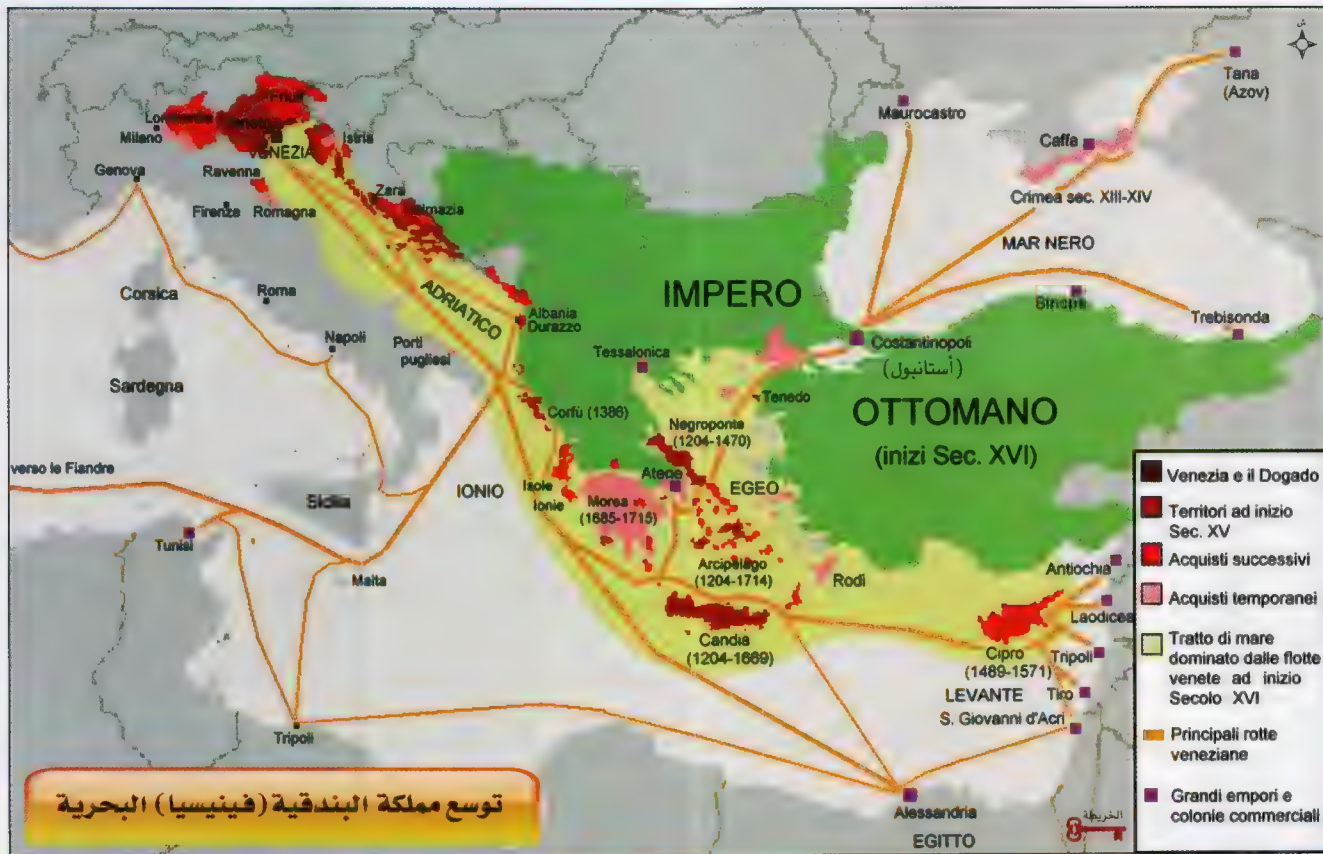 ش
Tana
(Azov)
Maurocastro
Caffa
Crimea sec. XIII-XIV
MAR NERO
Friuli
Lombardia
Milano
Veneto
VENEZIA
Istria
Ravenna
Genova
Firenze
Romagna
Zara
Dalmazia
Corsica
Roma
ADRIATICO
IMPERO
Albania
Durazzo
Sinope
Trebisonda
Napoli
Porti
pugliesi
Tessalonica
Costantinopoli
(أستانبول)
Sardegna
Tenedo
OTTOMANO
(inizi Sec. XVI)
Corfù (1386)
Negroponte
(1204-1470)
verso le Fiandre
Sicilia
IONIO
Isole
Ionie
Atene
EGEO
Morea
(1685-1715)
Tunisi
Malta
Arcipelago
(1204-1714)
Rodi
Antiochia
Laodicea
Candia
(1204-1669)
Cipro
(1489-1571)
Tripoli
LEVANTE
Tiro
S. Giovanni d'Acri
Tripoli
Alessandria
EGITTO
Venezia e il Dogado
Territori ad inizio
Sec. XV
Acquisti successivi
Acquisti temporanei
Tratto di mare
dominato dalle flotte
venete ad inizio
Secolo XVI
Principali rotte
veneziane
Grandi empori e
colonie commerciali
الخريطة
توسع مملكة البندقية (فينيسيا) البحرية